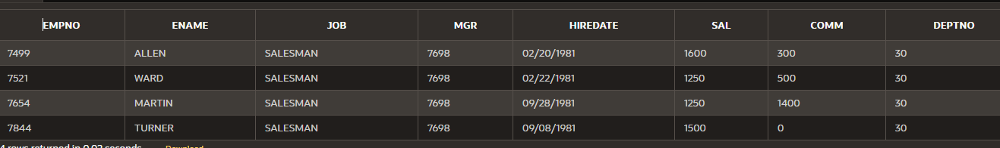 EMPNO ENAME JOB MGR HIREDATE SAL COMM DEPTNO
7499 ALLEN SALESMAN 7698 02/20/1981 1600 300 30
7521 WARD SALESMAN 7698 02/22/1981 1250 500 30
7654 MARTIN SALESMAN 7698 09/28/1981 1250 1400 30
7844 TURNER SALESMAN 7698 09/08/1981 1500 0 30
4 rows returned in 0.02 seconds Download